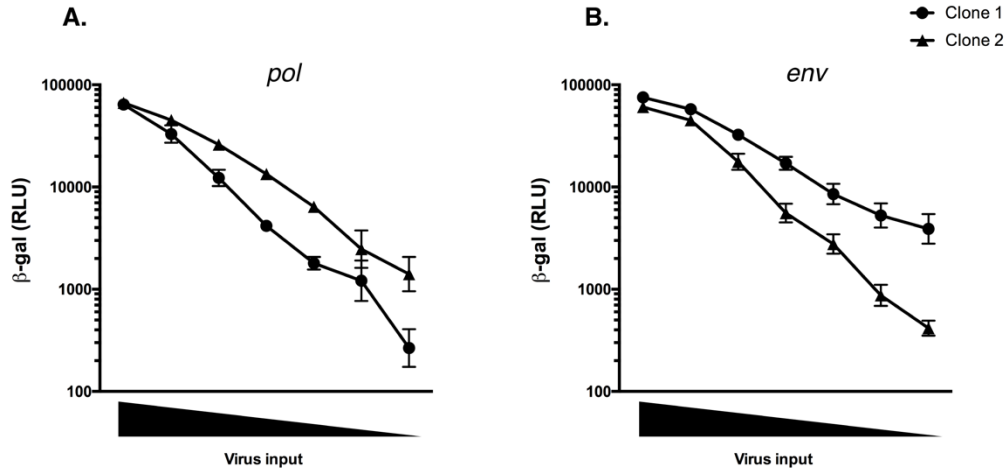 A.
pol
100000
10000
1000
100
β-gal (RLU)
Virus input
B.
env
100000
10000
1000
100
β-gal (RLU)
Virus input
Clone 1
Clone 2